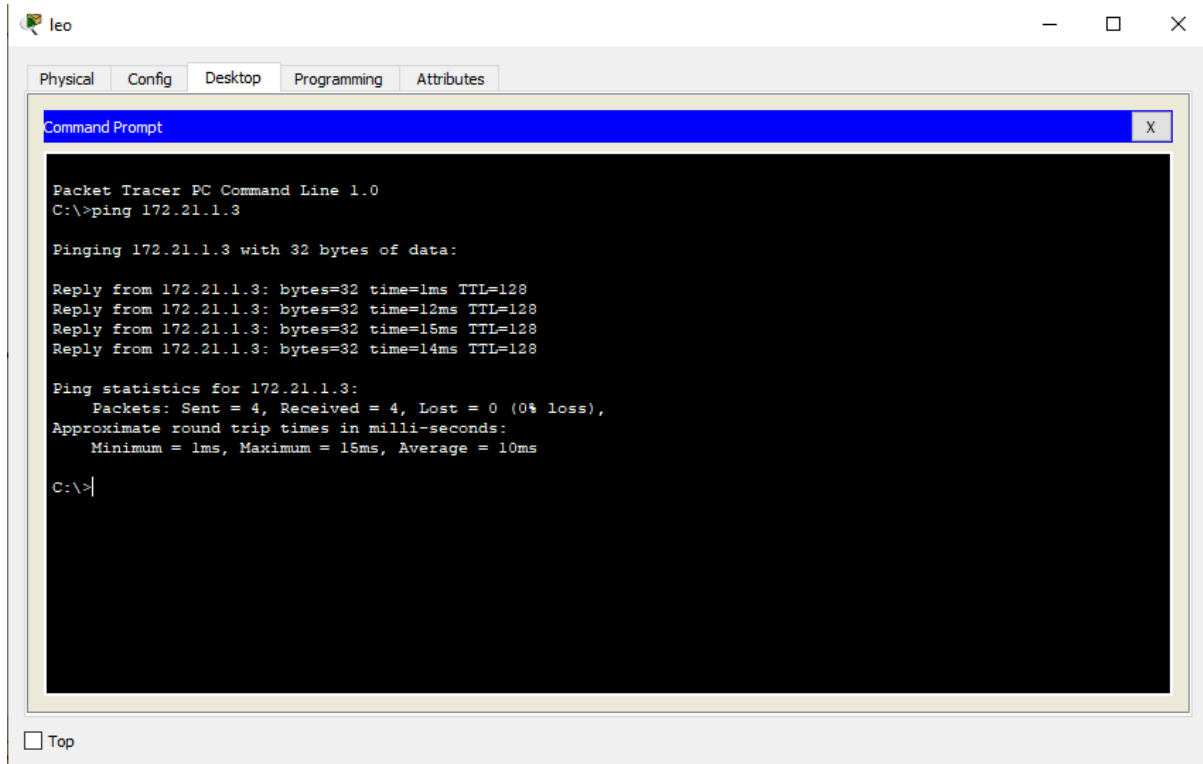 leo
Physical Config Desktop Programming Attributes
Command Prompt X
Packet Tracer PC Command Line 1.0
C:\>ping 172.21.1.3
Pinging 172.21.1.3 with 32 bytes of data:
Reply from 172.21.1.3: bytes=32 time=1ms TTL=128
Reply from 172.21.1.3: bytes=32 time=12ms TTL=128
Reply from 172.21.1.3: bytes=32 time=15ms TTL=128
Reply from 172.21.1.3: bytes=32 time=14ms TTL=128
Ping statistics for 172.21.1.3:
Packets: Sent = 4, Received = 4, Lost = 0 (0% loss),
Approximate round trip times in milli-seconds:
Minimum = 1ms, Maximum = 15ms, Average = 10ms
C:\>
Top